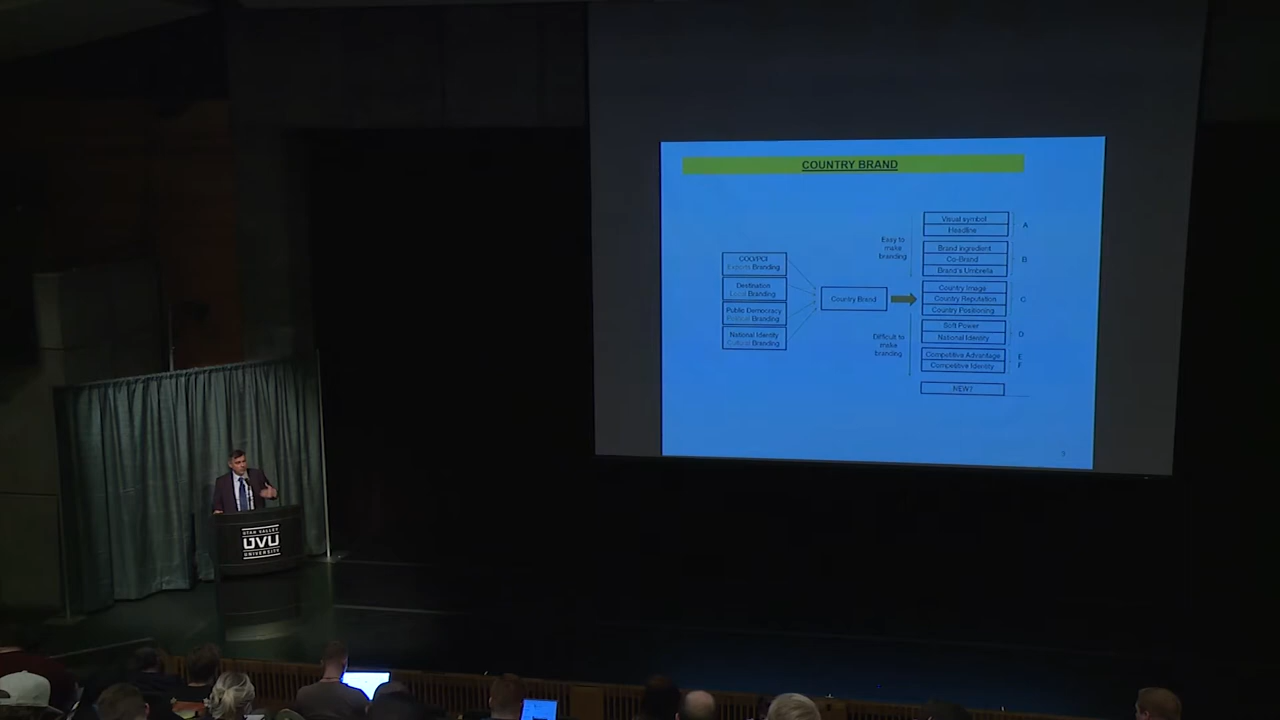 COUNTRY BRAND
Visual symbol
Headline
A
Easy to
make
branding
Brand ingredient
Co-Brand
Brand's Umbrella
B
COO/PCI
Exports Branding
Destination
Local Branding
Public Democracy
Political Branding
National Identity
Cultural Branding
Country Brand
Country Image
Country Reputation
Country Positioning
C
Difficult to
make
branding
Soft Power
National Identity
D
Competitive Advantage
E
Competitive Identity
F
NEW?
UTAH VALLEY
UVU
UNIVERSITY